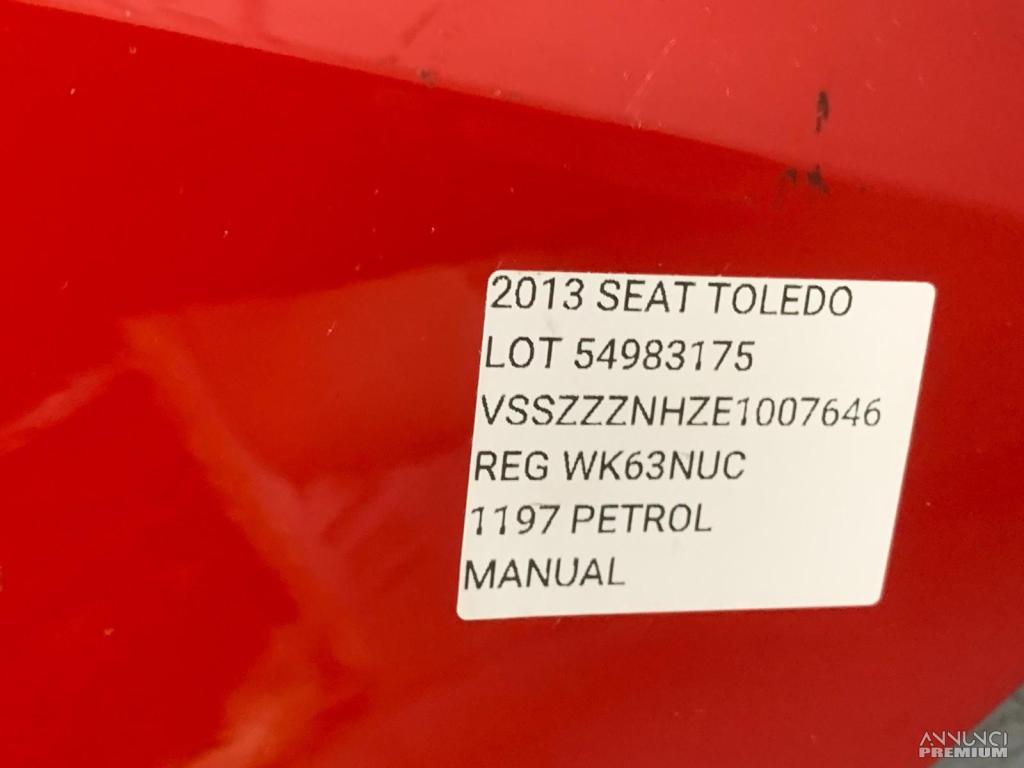 2013 SEAT TOLEDO
LOT 54983175
VSSZZZNHZE1007646
REG WK63NUC
1197 PETROL
MANUAL
ANNUNCI
PREMIUM